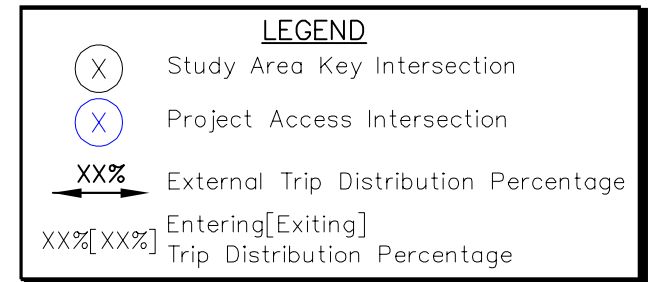 LEGEND
X Study Area Key Intersection
X Project Access Intersection
XX% External Trip Distribution Percentage
XX%[XX%] Entering[Exiting]
Trip Distribution Percentage